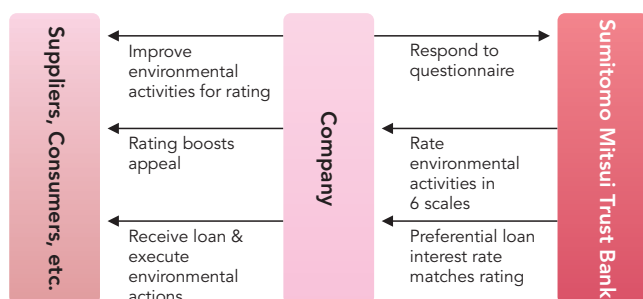 Suppliers, Consumers, etc.
Improve
environmental
activities for rating
Rating boosts
appeal
Receive loan &
execute
environmental
actions
Company
Respond to
questionnaire
Rate
environmental
activities in
6 scales
Preferential loan
interest rate
matches rating
Sumitomo Mitsui Trust Bank